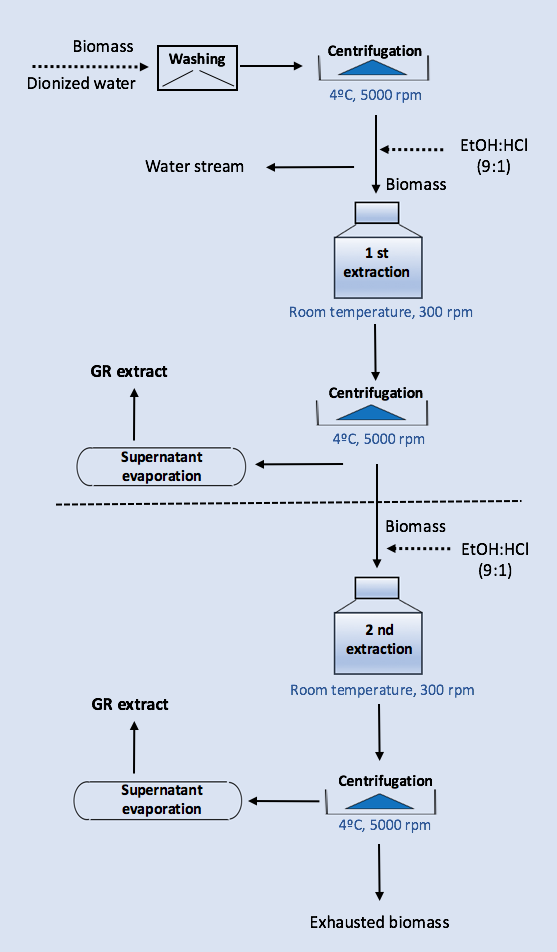 Biomass
Dionized water
Washing
Centrifugation
4ºC, 5000 rpm
EtOH:HCl
(9:1)
Water stream
Biomass
1 st
extraction
Room temperature, 300 rpm
GR extract
Centrifugation
4ºC, 5000 rpm
Supernatant
evaporation
Biomass
EtOH:HCl
(9:1)
2 nd
extraction
Room temperature, 300 rpm
GR extract
Centrifugation
4ºC, 5000 rpm
Supernatant
evaporation
Exhausted biomass